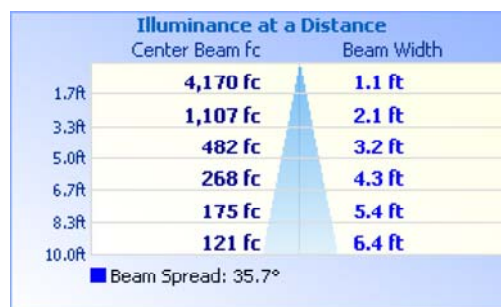 Illuminance at a Distance
Center Beam fc Beam Width
1.7ft 4,170 fc 1.1 ft
3.3ft 1,107 fc 2.1 ft
5.0ft 482 fc 3.2 ft
6.7ft 268 fc 4.3 ft
8.3ft 175 fc 5.4 ft
10.0ft 121 fc 6.4 ft
Beam Spread: 35.7°